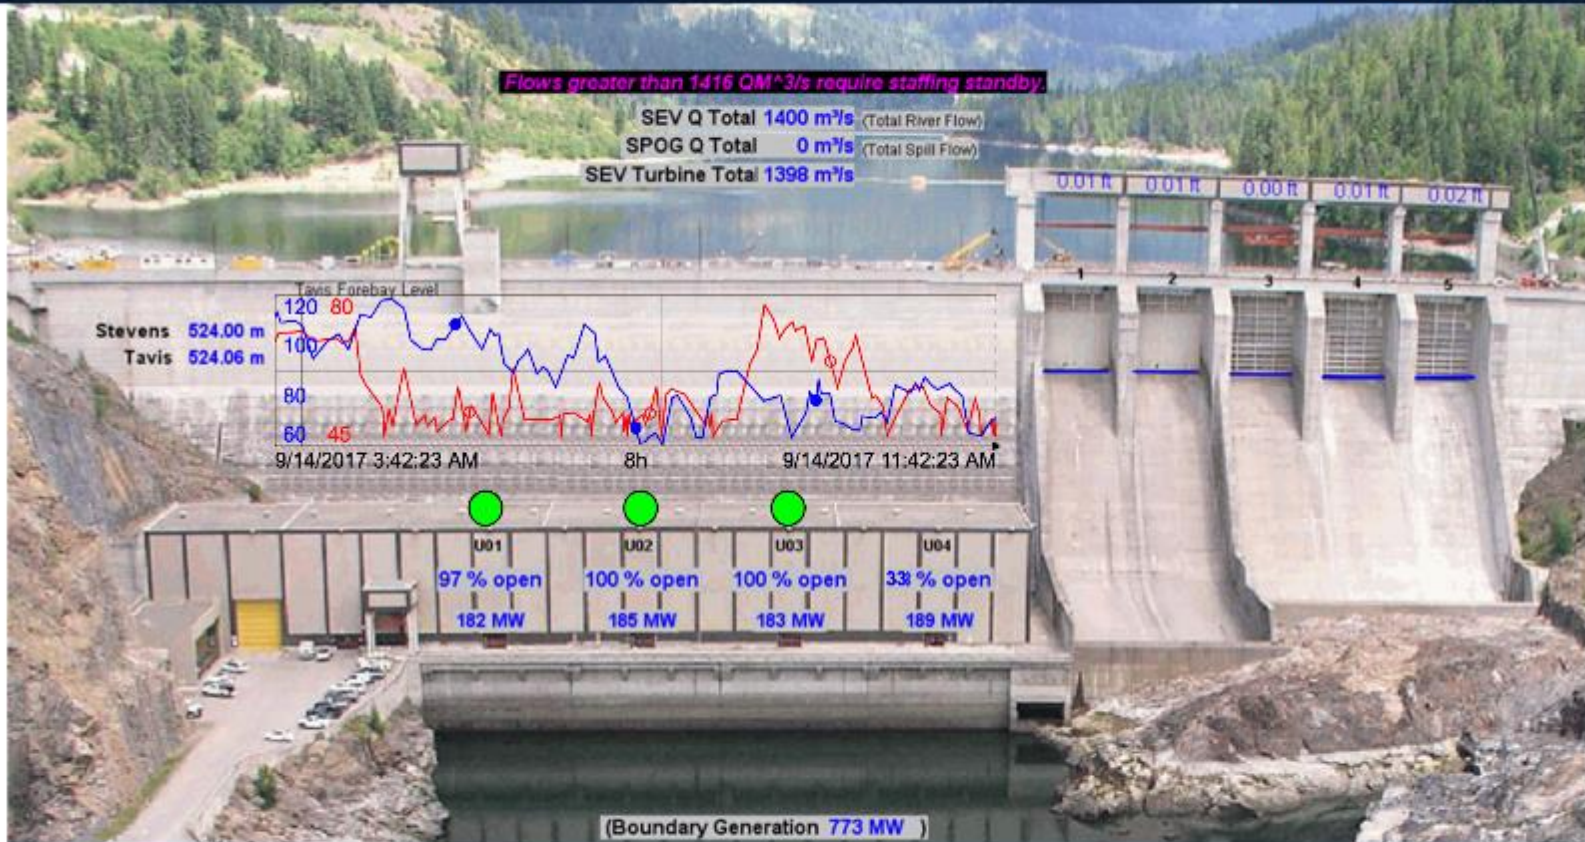 Flows greater than 1416 QM^3/s require staffing standby.
SEV Q Total 1400 m³/s (Total River Flow)
SPOG Q Total 0 m³/s (Total Spill Flow)
SEV Turbine Total 1398 m³/s
0.01 ft 0.01 ft 0.00 ft 0.01 ft 0.02 ft
1 2 3 4 5
Tavis Forebay Level
Stevens 524.00 m
Tavis 524.06 m
120 80
100
80
60 45
9/14/2017 3:42:23 AM 8h 9/14/2017 11:42:23 AM
U01 U02 U03 U04
97 % open 100 % open 100 % open % open
182 MW 185 MW 183 MW 189 MW
(Boundary Generation 773 MW )